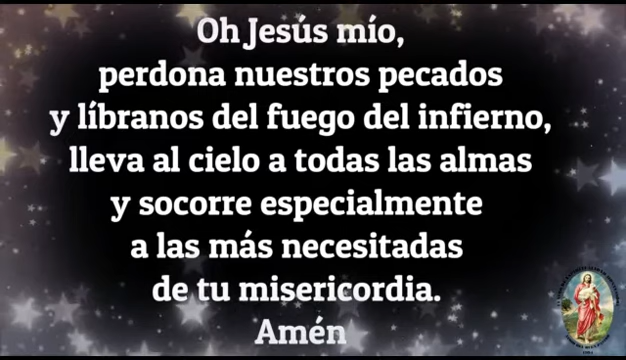 Oh Jesús mío,
perdona nuestros pecados
y líbranos del fuego del infierno,
lleva al cielo a todas las almas
y socorre especialmente
a las más necesitadas
de tu misericordia.
Amén